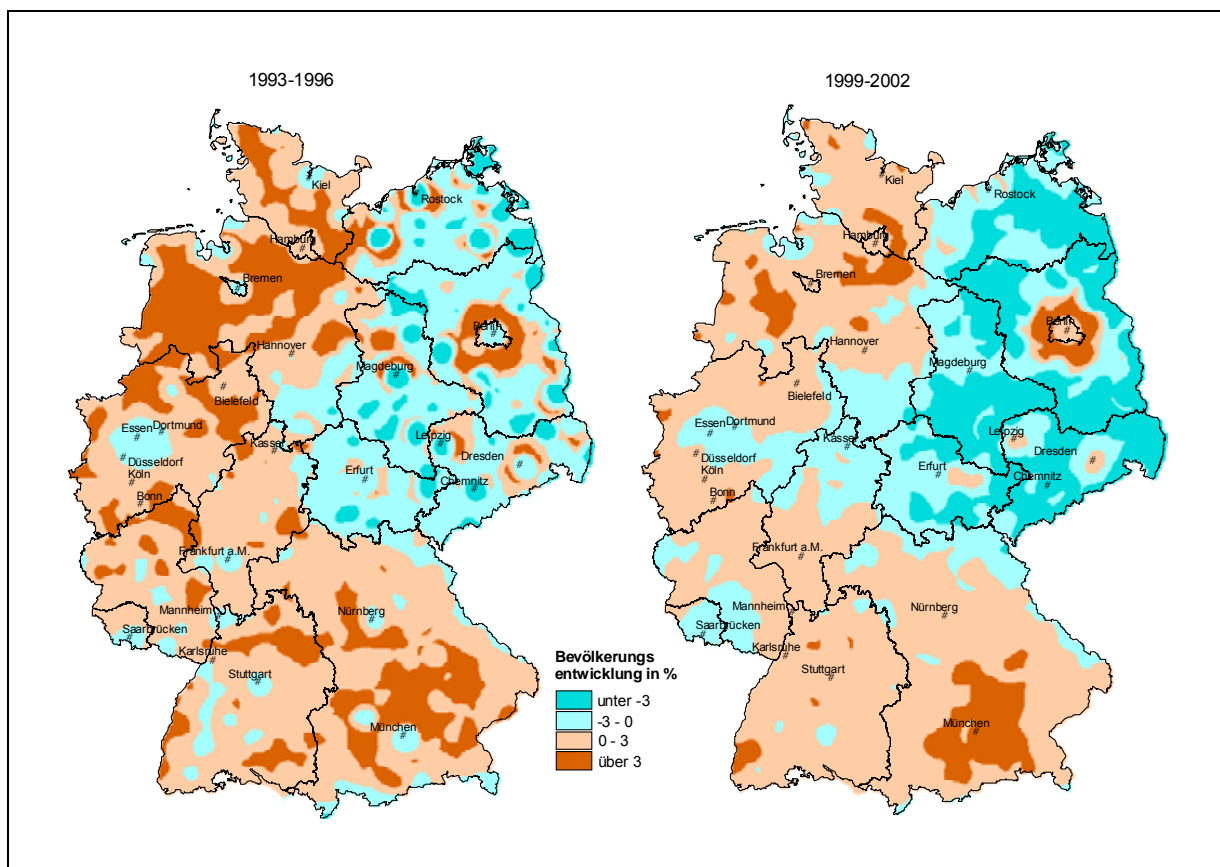 1993-1996
1999-2002
Kiel
Rostock
Hamburg
Bremen
Berlin
Hannover
Magdeburg
Bielefeld
Essen
Dortmund
Kassel
Leipzig
Düsseldorf
Dresden
Köln
Erfurt
Chemnitz
Bonn
Frankfurt a.M.
Mannheim
Nürnberg
Saarbrücken
Karlsruhe
Stuttgart
München
Kiel
Rostock
Hamburg
Bremen
Berlin
Hannover
Magdeburg
Bielefeld
Essen
Dortmund
Kassel
Leipzig
Düsseldorf
Dresden
Köln
Erfurt
Chemnitz
Bonn
Frankfurt a.M.
Mannheim
Nürnberg
Saarbrücken
Karlsruhe
Stuttgart
München
Bevölkerungs
entwicklung in %
unter -3
-3 - 0
0 - 3
über 3